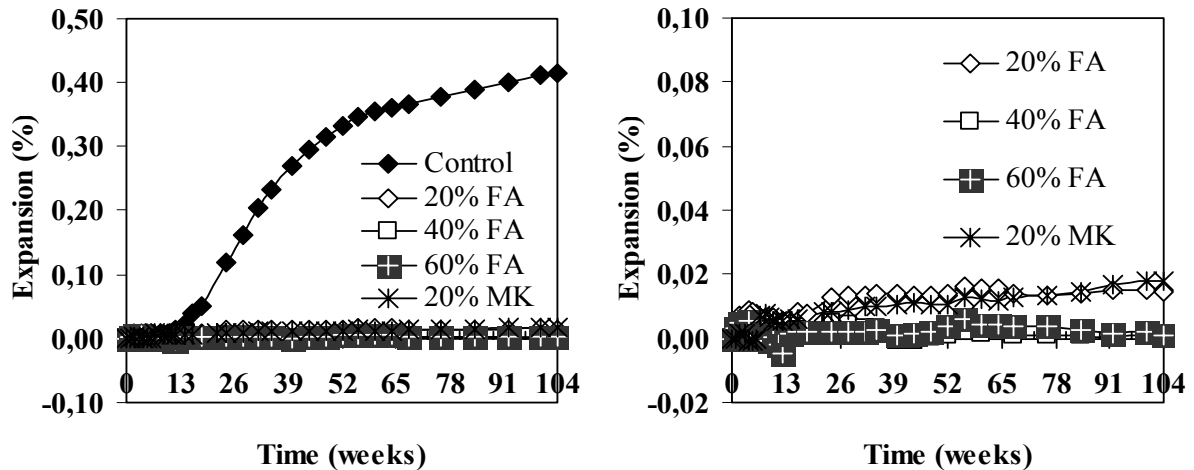 0,50
0,40
0,30
0,20
0,10
0,00
-0,10
Expansion (%)
0 13 26 39 52 65 78 91 104
Time (weeks)
Control
20% FA
40% FA
60% FA
20% MK
0,10
0,08
0,06
0,04
0,02
0,00
-0,02
Expansion (%)
0 13 26 39 52 65 78 91 104
Time (weeks)
20% FA
40% FA
60% FA
20% MK